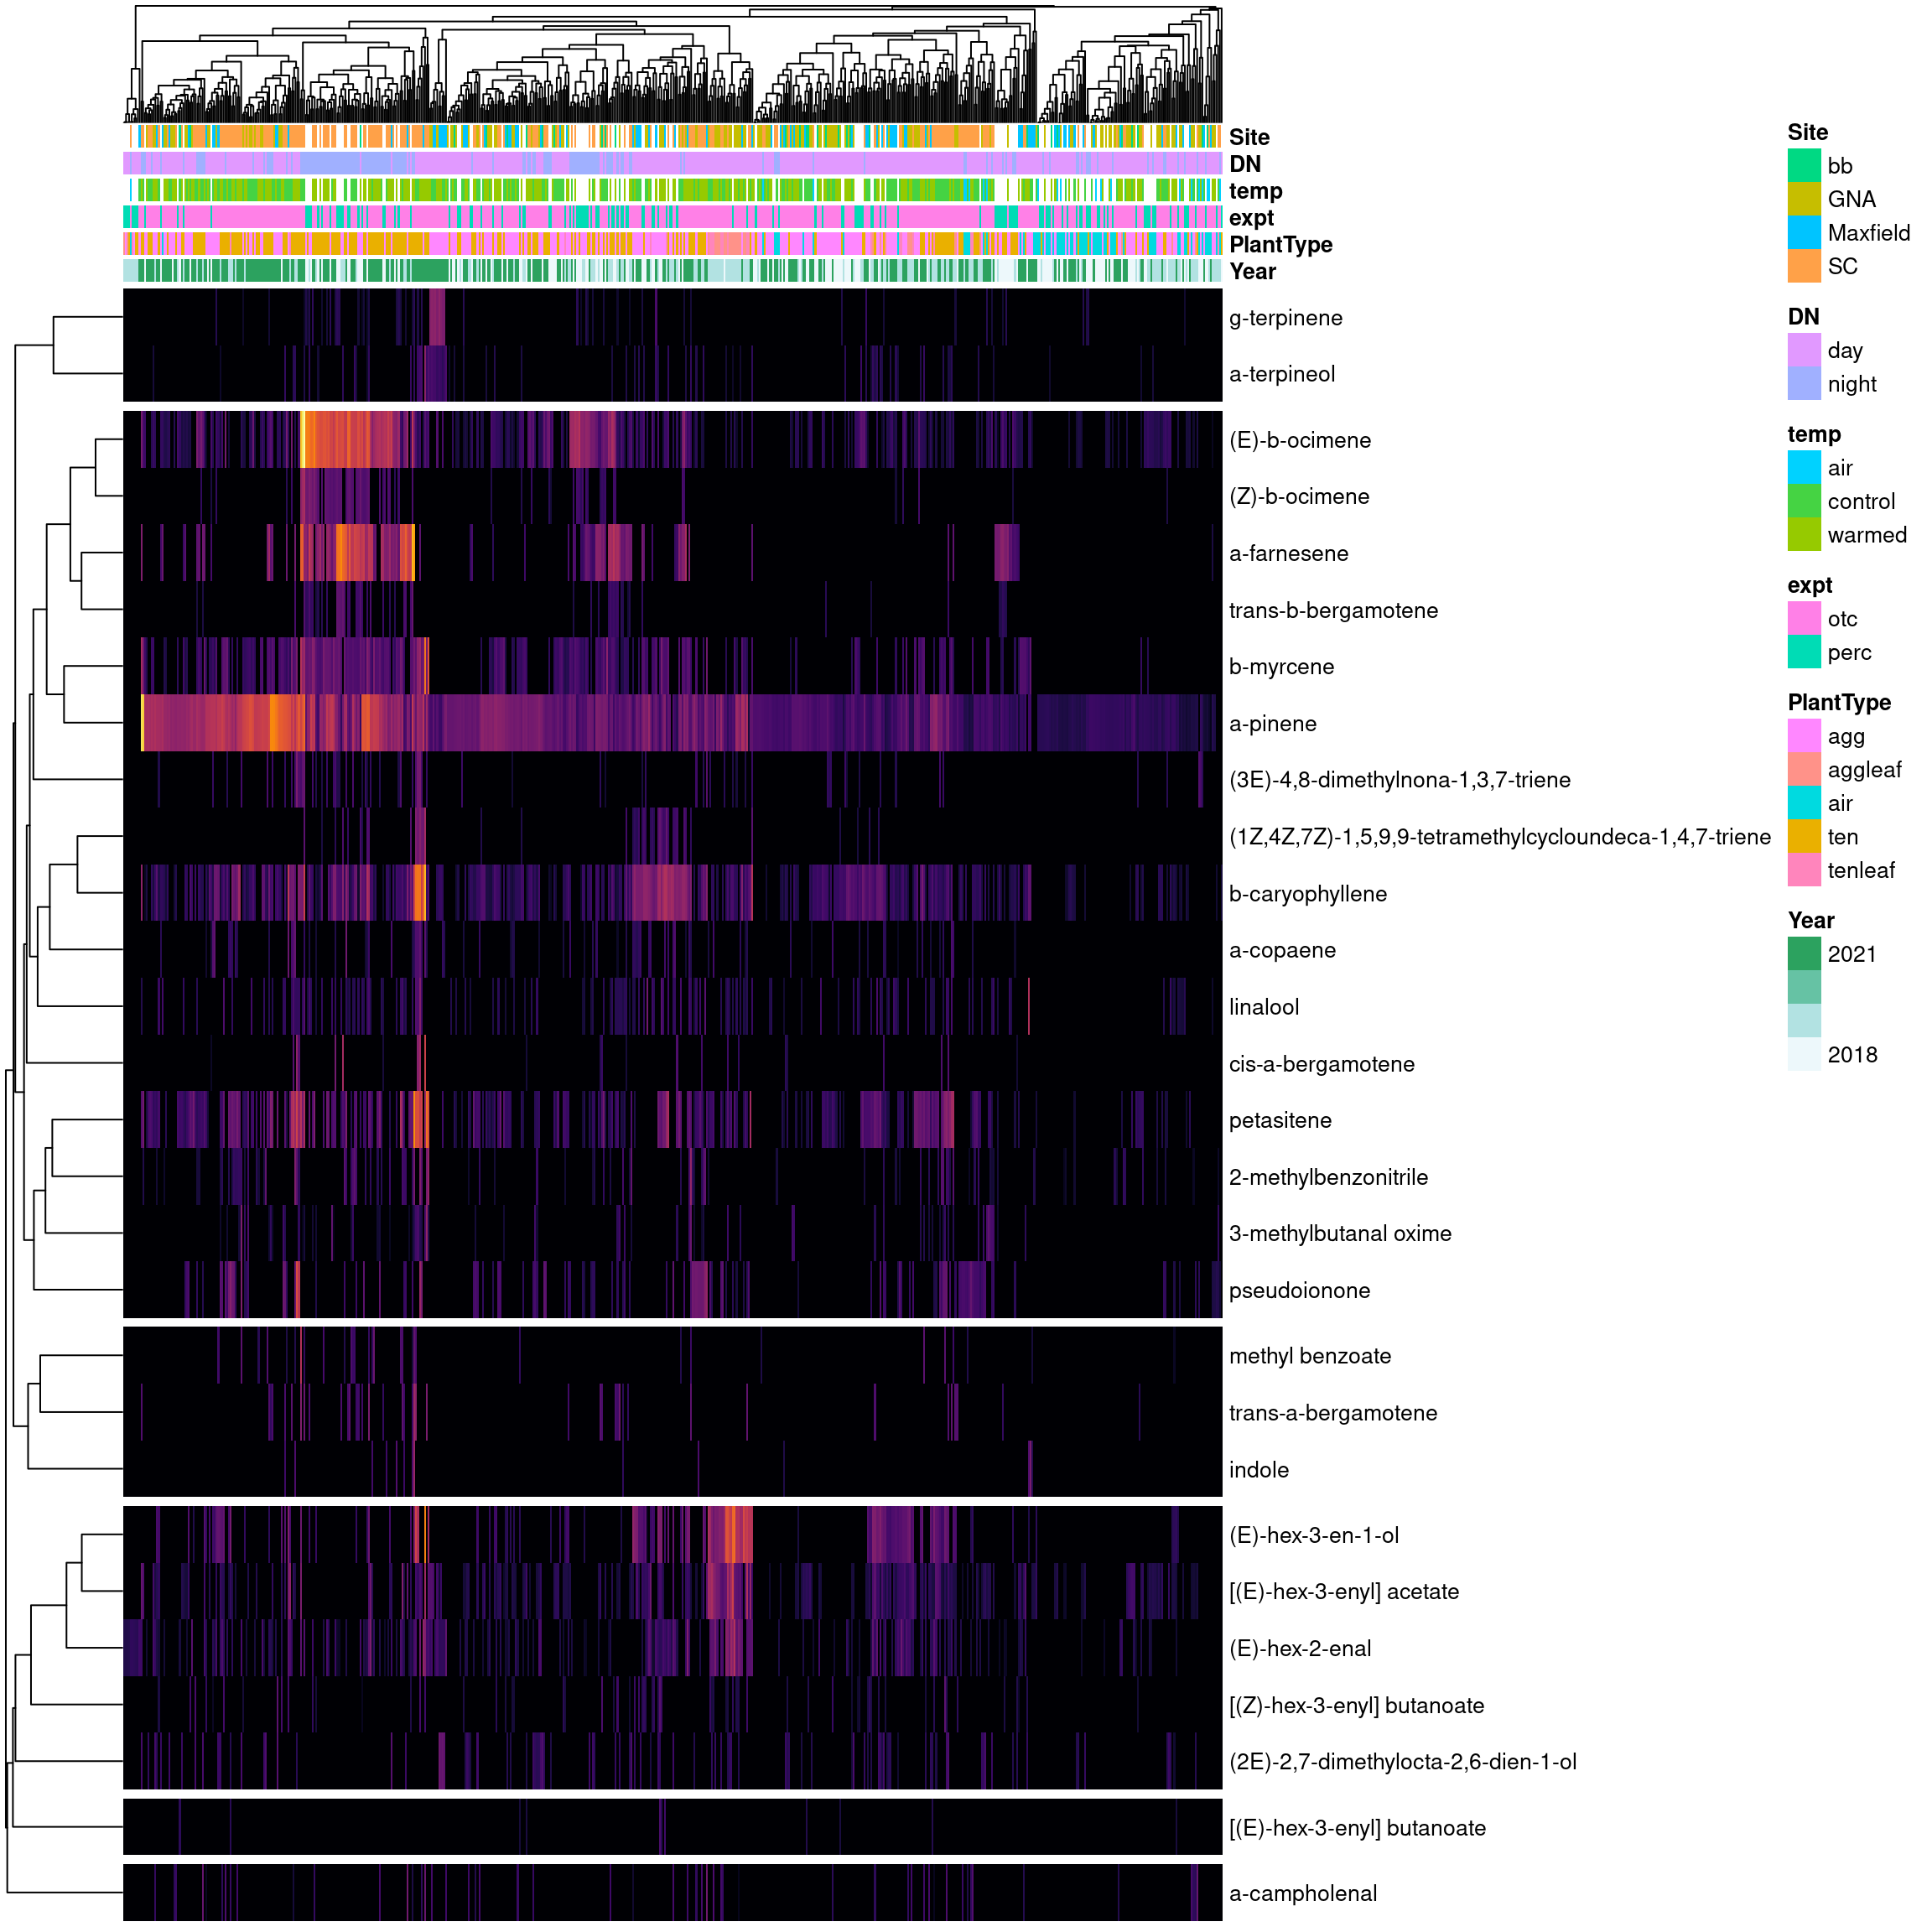 Site
DN
temp
expt
PlantType
Year
g-terpinene
a-terpineol
(E)-b-ocimene
(Z)-b-ocimene
a-farnesene
trans-b-bergamotene
b-myrcene
a-pinene
(3E)-4,8-dimethylnona-1,3,7-triene
(1Z,4Z,7Z)-1,5,9,9-tetramethylcycloundeca-1,4,7-triene
b-caryophyllene
a-copaene
linalool
cis-a-bergamotene
petasitene
2-methylbenzonitrile
3-methylbutanal oxime
pseudoionone
methyl benzoate
trans-a-bergamotene
indole
(E)-hex-3-en-1-ol
[(E)-hex-3-enyl] acetate
(E)-hex-2-enal
[(Z)-hex-3-enyl] butanoate
(2E)-2,7-dimethylocta-2,6-dien-1-ol
[(E)-hex-3-enyl] butanoate
a-campholenal
Site
bb
GNA
Maxfield
SC
DN
day
night
temp
air
control
warmed
expt
otc
perc
PlantType
agg
aggleaf
air
ten
tenleaf
Year
2021
2018